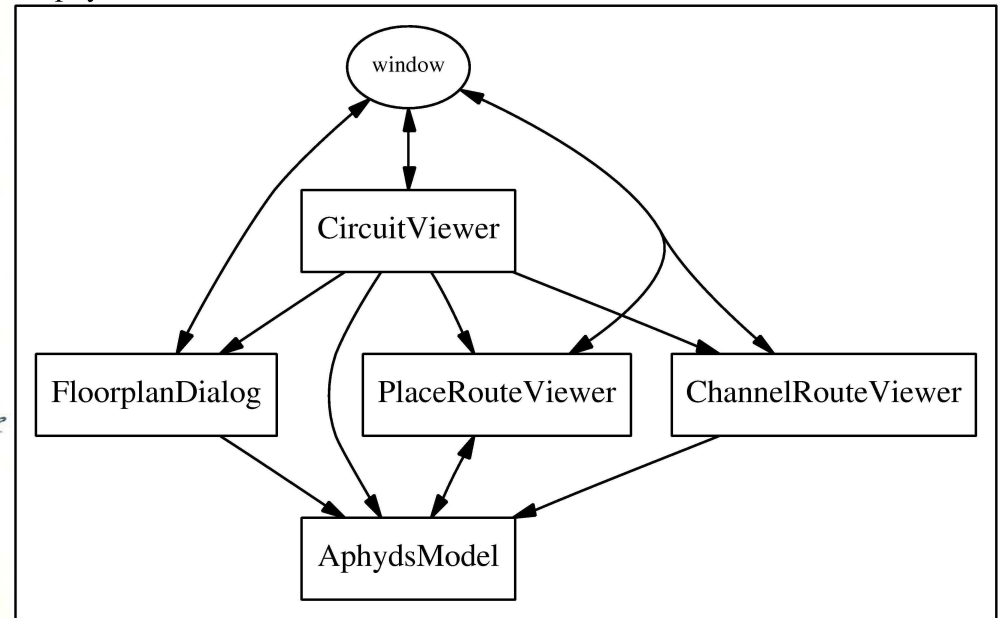 window
CircuitViewer
FloorplanDialog
PlaceRouteViewer
ChannelRouteViewer
AphydsModel